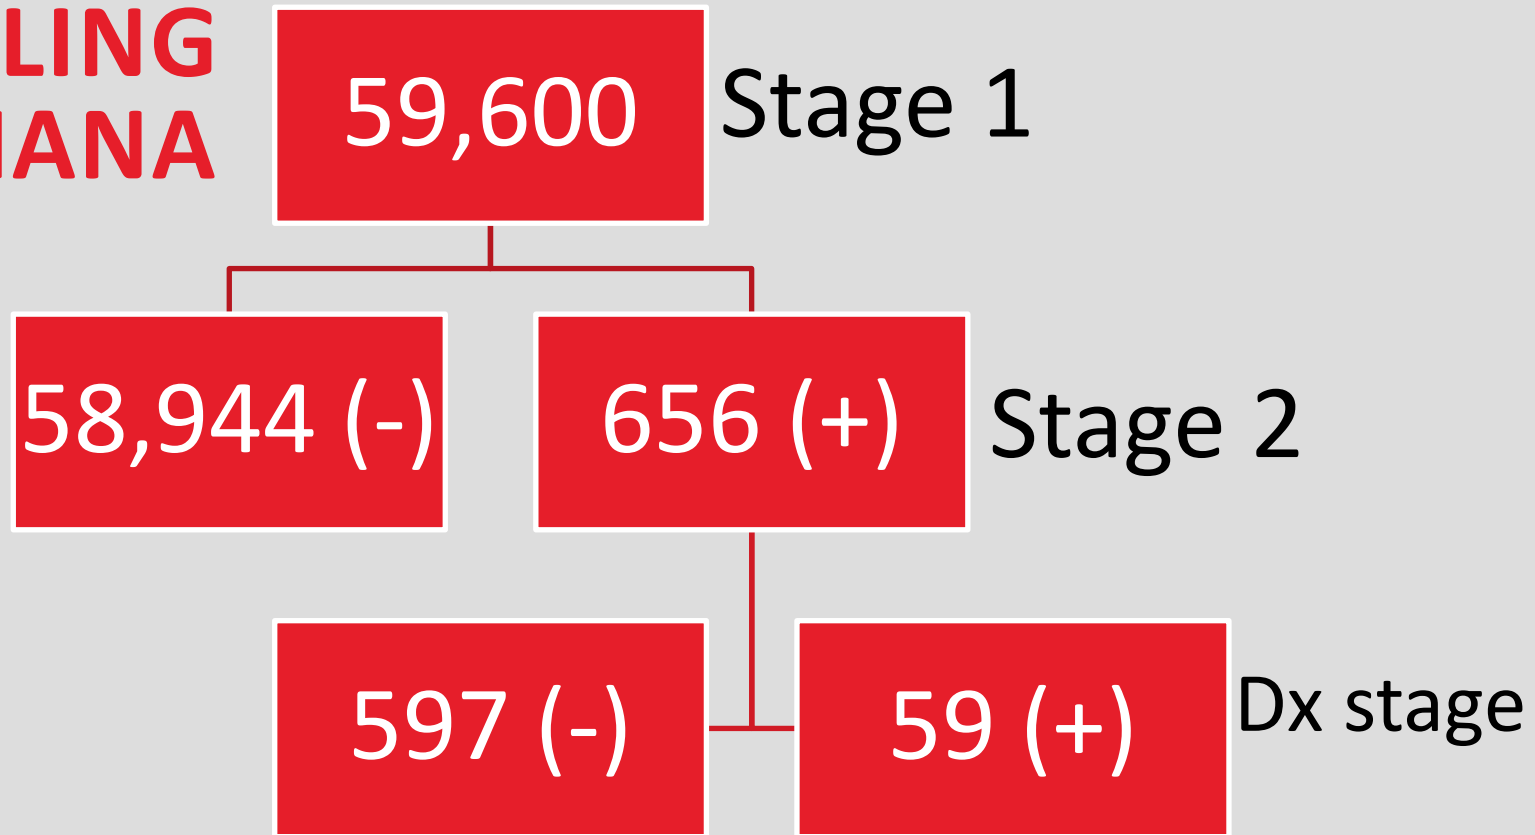 LING
IANA
59,600
Stage 1
58,944 (-)
656 (+)
Stage 2
597 (-)
59 (+)
Dx stage